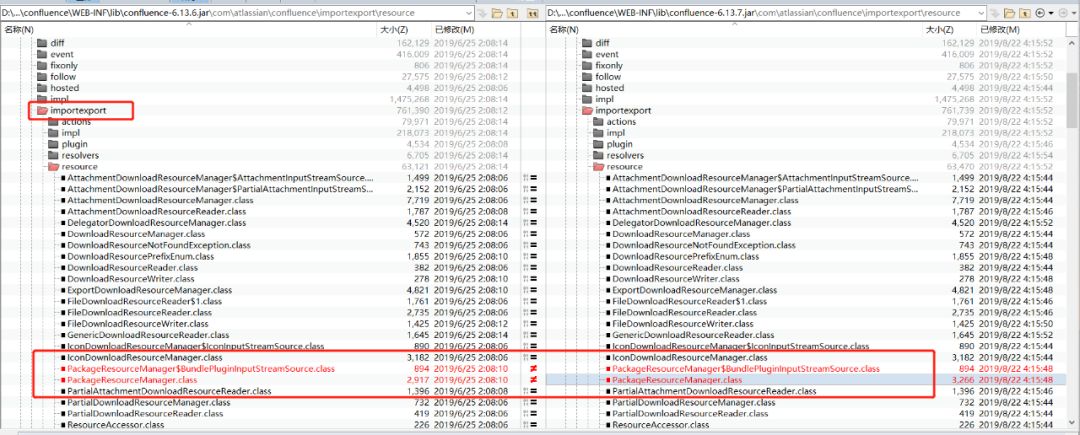 D:\...\confluence\WEB-INF\lib\confluence-6.13.6.jar\com\atlassian\confluence\importexport\resource D:\...\confluence\WEB-INF\lib\confluence-6.13.7.jar\com\atlassian\confluence\importexport\resource
名称(N) 大小(Z) 已修改(M) 名称(N) 大小(Z) 已修改(M)
diff 162,129 2019/6/25 2:08:14 diff 162,129 2019/8/22 4:15:52
event 416,009 2019/6/25 2:08:14 event 416,009 2019/8/22 4:15:52
fixonly 806 2019/6/25 2:08:14 fixonly 806 2019/8/22 4:15:52
follow 27,575 2019/6/25 2:08:12 follow 27,575 2019/8/22 4:15:52
hosted 4,498 2019/6/25 2:08:06 hosted 4,498 2019/8/22 4:15:52
impl 1,475,268 2019/6/25 2:08:14 impl 1,475,268 2019/8/22 4:15:52
importexport 761,390 2019/6/25 2:08:12 importexport 761,739 2019/8/22 4:15:52
actions 79,971 2019/6/25 2:08:14 actions 79,971 2019/8/22 4:15:52
impl 218,073 2019/6/25 2:08:14 impl 218,073 2019/8/22 4:15:52
plugin 4,534 2019/6/25 2:08:08 plugin 4,534 2019/8/22 4:15:52
resolvers 6,705 2019/6/25 2:08:14 resolvers 6,705 2019/8/22 4:15:52
resource 63,121 2019/6/25 2:08:14 resource 63,470 2019/8/22 4:15:52
AttachmentDownloadResourceManager$AttachmentInputStreamSource.... 1,499 2019/6/25 2:08:06 = AttachmentDownloadResourceManager$AttachmentInputStreamSource.... 1,499 2019/8/22 4:15:44
AttachmentDownloadResourceManager$PartialAttachmentInputStreamS... 2,152 2019/6/25 2:08:06 = AttachmentDownloadResourceManager$PartialAttachmentInputStreamS... 2,152 2019/8/22 4:15:44
AttachmentDownloadResourceManager.class 7,719 2019/6/25 2:08:06 = AttachmentDownloadResourceManager.class 7,719 2019/8/22 4:15:44
AttachmentDownloadResourceReader.class 1,787 2019/6/25 2:08:08 = AttachmentDownloadResourceReader.class 1,787 2019/8/22 4:15:46
DelegatorDownloadResourceManager.class 4,520 2019/6/25 2:08:14 = DelegatorDownloadResourceManager.class 4,520 2019/8/22 4:15:52
DownloadResourceManager.class 572 2019/6/25 2:08:06 = DownloadResourceManager.class 572 2019/8/22 4:15:44
DownloadResourceNotFoundException.class 743 2019/6/25 2:08:06 = DownloadResourceNotFoundException.class 743 2019/8/22 4:15:44
DownloadResourcePrefixEnum.class 1,855 2019/6/25 2:08:10 = DownloadResourcePrefixEnum.class 1,855 2019/8/22 4:15:48
DownloadResourceReader.class 382 2019/6/25 2:08:06 = DownloadResourceReader.class 382 2019/8/22 4:15:44
DownloadResourceWriter.class 278 2019/6/25 2:08:10 = DownloadResourceWriter.class 278 2019/8/22 4:15:48
ExportDownloadResourceManager.class 4,821 2019/6/25 2:08:10 = ExportDownloadResourceManager.class 4,821 2019/8/22 4:15:48
FileDownloadResourceReader$1.class 1,761 2019/6/25 2:08:06 = FileDownloadResourceReader$1.class 1,761 2019/8/22 4:15:46
FileDownloadResourceReader.class 2,735 2019/6/25 2:08:06 = FileDownloadResourceReader.class 2,735 2019/8/22 4:15:46
FileDownloadResourceWriter.class 1,425 2019/6/25 2:08:12 = FileDownloadResourceWriter.class 1,425 2019/8/22 4:15:50
GenericDownloadResourceReader.class 1,645 2019/6/25 2:08:14 = GenericDownloadResourceReader.class 1,645 2019/8/22 4:15:52
IconDownloadResourceManager$IconInputStreamSource.class 890 2019/6/25 2:08:06 = IconDownloadResourceManager$IconInputStreamSource.class 890 2019/8/22 4:15:44
IconDownloadResourceManager.class 3,182 2019/6/25 2:08:06 = IconDownloadResourceManager.class 3,182 2019/8/22 4:15:44
PackageResourceManager$BundlePluginInputStreamSource.class 894 2019/6/25 2:08:10 ≠ PackageResourceManager$BundlePluginInputStreamSource.class 894 2019/8/22 4:15:48
PackageResourceManager.class 2,917 2019/6/25 2:08:10 ≠ PackageResourceManager.class 3,266 2019/8/22 4:15:48
PartialAttachmentDownloadResourceReader.class 1,396 2019/6/25 2:08:08 = PartialAttachmentDownloadResourceReader.class 1,396 2019/8/22 4:15:46
PartialDownloadResourceManager.class 732 2019/6/25 2:08:06 = PartialDownloadResourceManager.class 732 2019/8/22 4:15:44
PartialDownloadResourceReader.class 419 2019/6/25 2:08:06 = PartialDownloadResourceReader.class 419 2019/8/22 4:15:44
ResourceAccessor.class 226 2019/6/25 2:08:06 = ResourceAccessor.class 226 2019/8/22 4:15:44